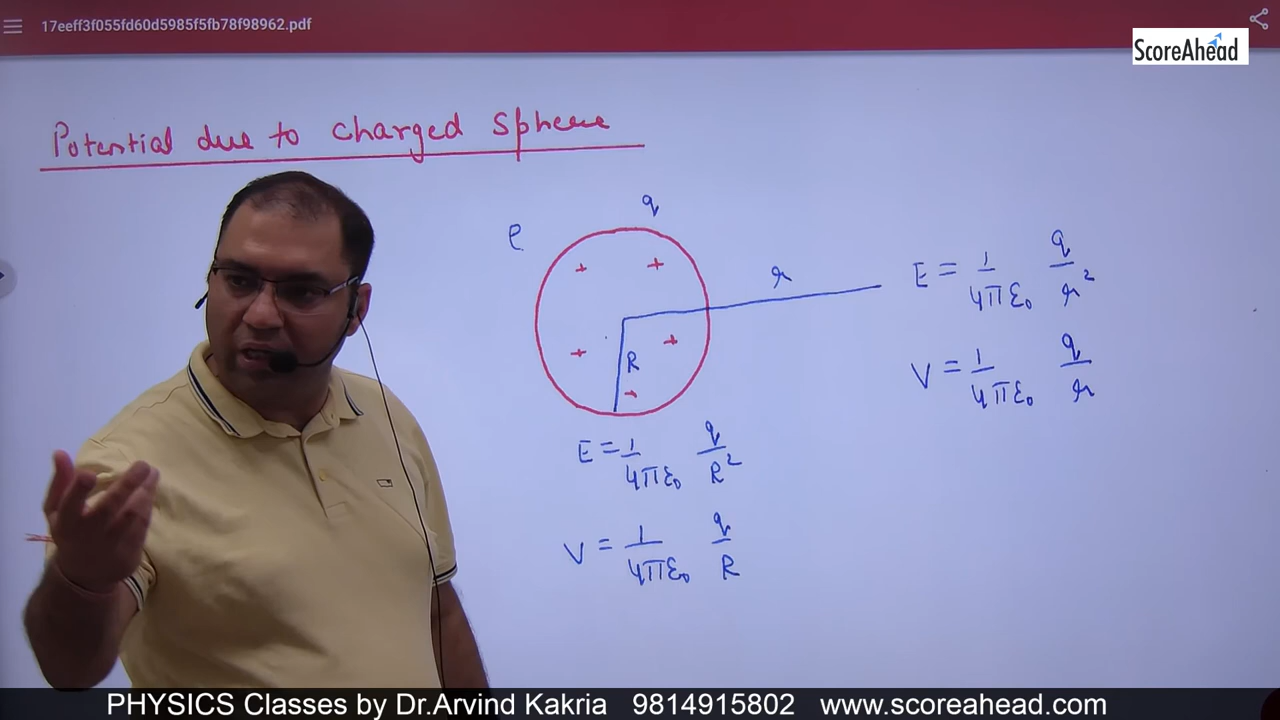 17eeff3f055fd60d5985f5fb78f98962.pdf
ScoreAhead
Potential due to charged Sphere
q
ρ
+ +
r
+ +
R
+
E = 1/4πε₀ q/r²
V = 1/4πε₀ q/r
E = 1/4πε₀ q/R²
V = 1/4πε₀ q/R
PHYSICS Classes by Dr.Arvind Kakria 9814915802 www.scoreahead.com